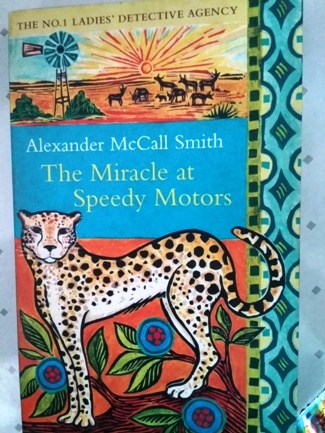 THE NO.1 LADIES' DETECTIVE AGENCY
Alexander McCall Smith
The Miracle at
Speedy Motors